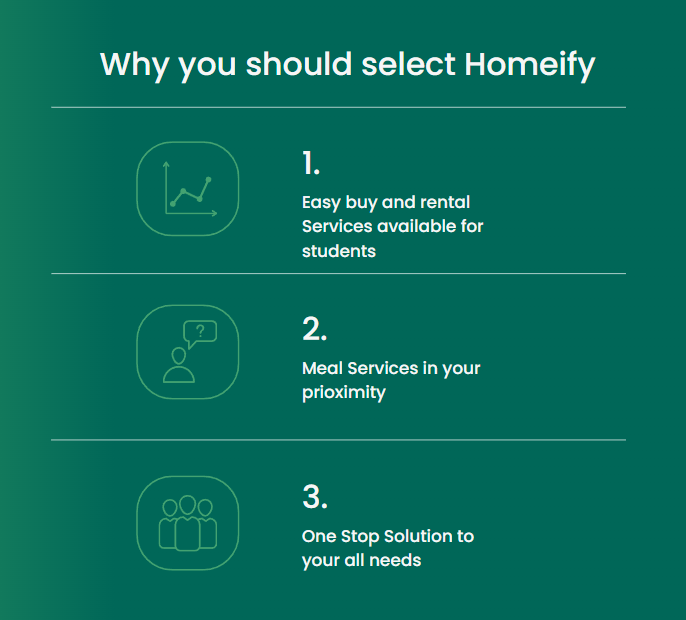 Why you should select Homeify
1.
Easy buy and rental
Services available for
students
?
2.
Meal Services in your
prioximity
3.
One Stop Solution to
your all needs